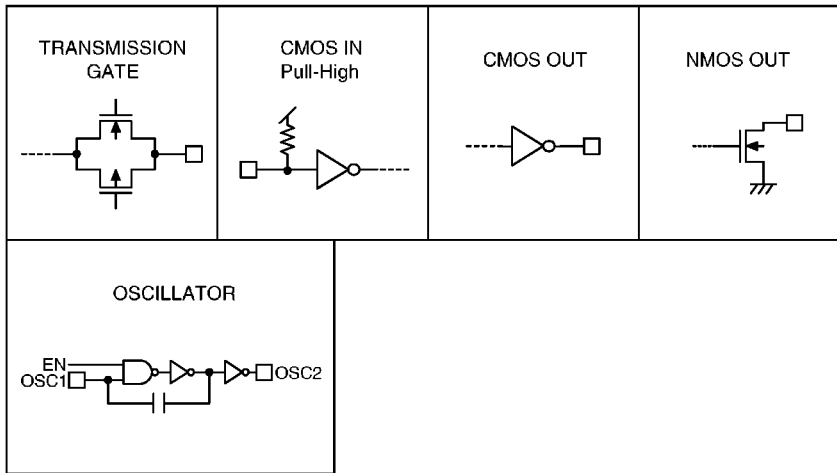 TRANSMISSION
GATE
CMOS IN
Pull-High
CMOS OUT
NMOS OUT
OSCILLATOR
EN
OSC1
OSC2